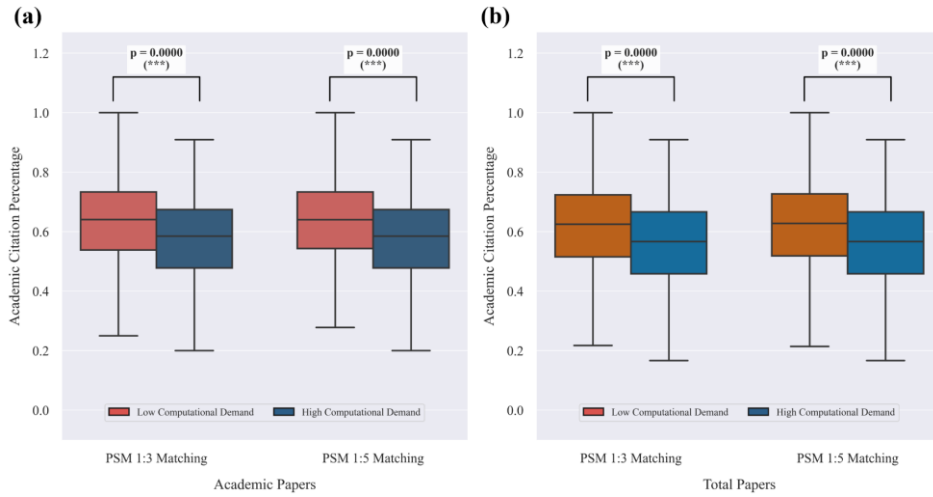 (a)
p = 0.0000
(***)
p = 0.0000
(***)
Academic Citation Percentage
1.2
1.0
0.8
0.6
0.4
0.2
0.0
Low Computational Demand
High Computational Demand
PSM 1:3 Matching
PSM 1:5 Matching
Academic Papers
(b)
p = 0.0000
(***)
p = 0.0000
(***)
Academic Citation Percentage
1.2
1.0
0.8
0.6
0.4
0.2
0.0
Low Computational Demand
High Computational Demand
PSM 1:3 Matching
PSM 1:5 Matching
Total Papers